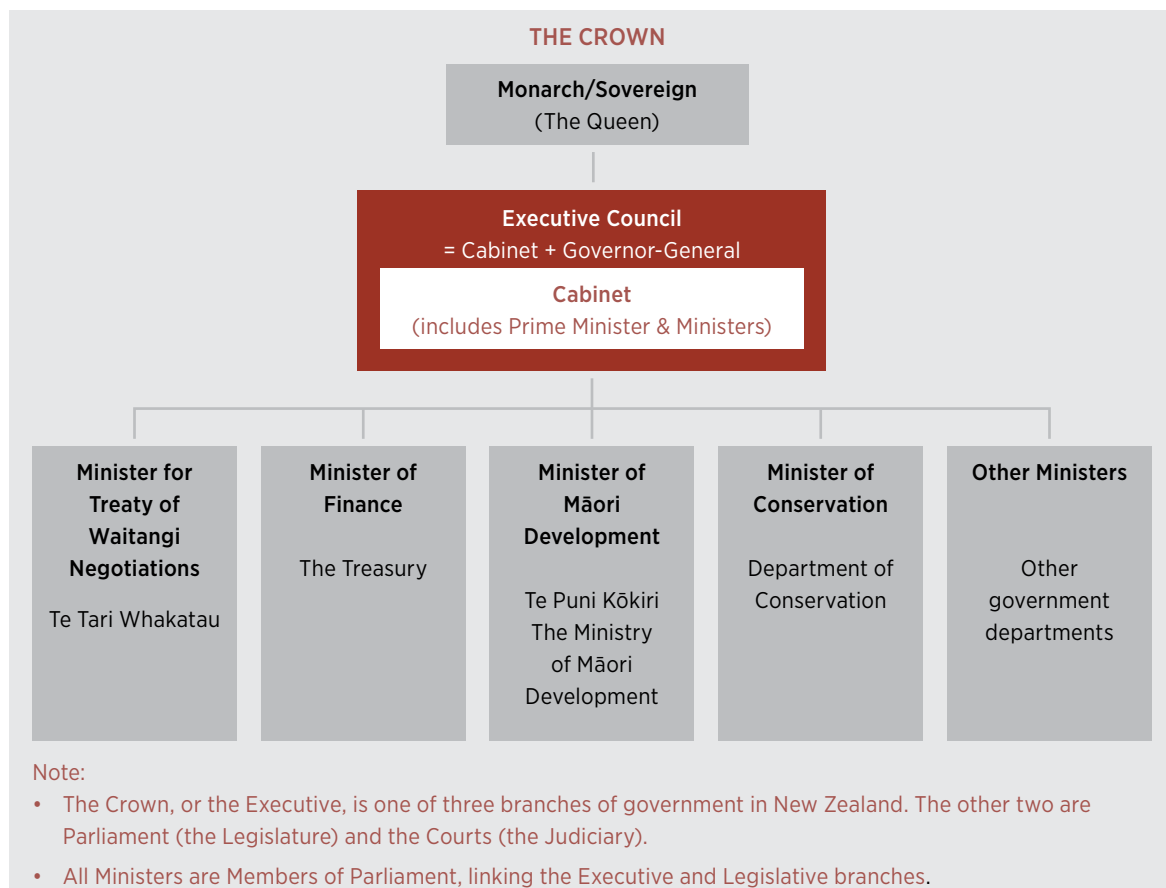 THE CROWN
Monarch/Sovereign
(The Queen)
Executive Council
= Cabinet + Governor-General
Cabinet
(includes Prime Minister & Ministers)
Minister for
Treaty of
Waitangi
Negotiations
Te Tari Whakatau
Minister of
Finance
The Treasury
Minister of
Māori
Development
Te Puni Kōkiri
The Ministry
of Māori
Development
Minister of
Conservation
Department of
Conservation
Other Ministers
Other
government
departments
Note:
• The Crown, or the Executive, is one of three branches of government in New Zealand. The other two are
Parliament (the Legislature) and the Courts (the Judiciary).
• All Ministers are Members of Parliament, linking the Executive and Legislative branches.